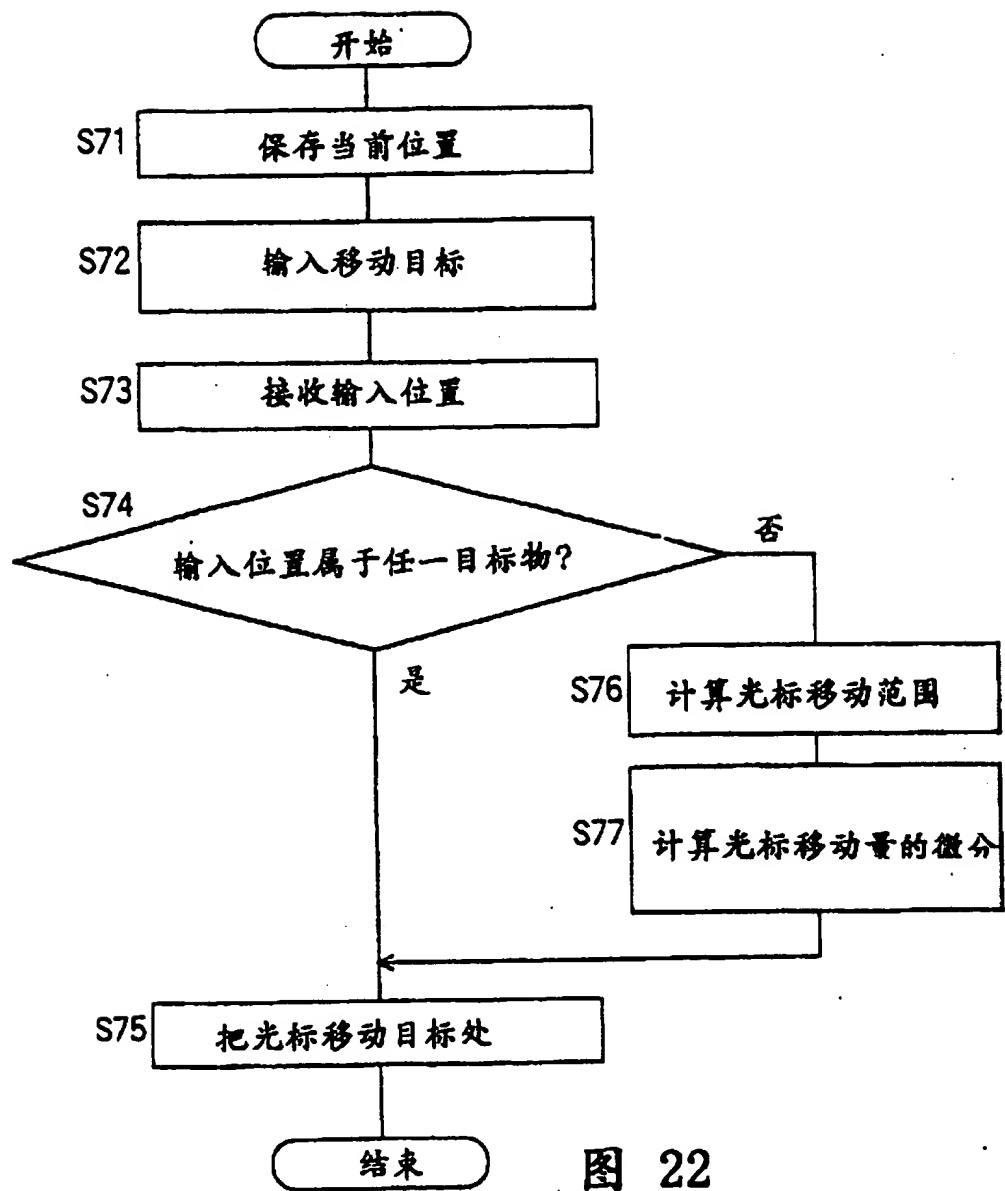 开始
S71
保存当前位置
S72
输入移动目标
S73
接收输入位置
S74
输入位置属于任一目标物?
否
是
S76
计算光标移动范围
S77
计算光标移动量的微分
S75
把光标移动目标处
结束
图 22